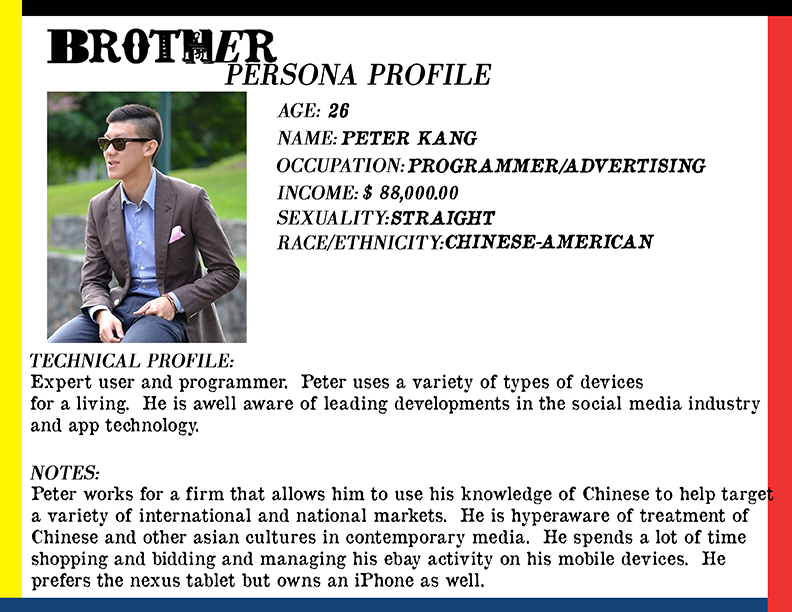 BROTHER
PERSONA PROFILE
AGE: 26
NAME: PETER KANG
OCCUPATION: PROGRAMMER/ADVERTISING
INCOME: $ 88,000.00
SEXUALITY: STRAIGHT
RACE/ETHNICITY: CHINESE-AMERICAN
TECHNICAL PROFILE:
Expert user and programmer. Peter uses a variety of types of devices
for a living. He is awell aware of leading developments in the social media industry
and app technology.
NOTES:
Peter works for a firm that allows him to use his knowledge of Chinese to help target
a variety of international and national markets. He is hyperaware of treatment of
Chinese and other asian cultures in contemporary media. He spends a lot of time
shopping and bidding and managing his ebay activity on his mobile devices. He
prefers the nexus tablet but owns an iPhone as well.